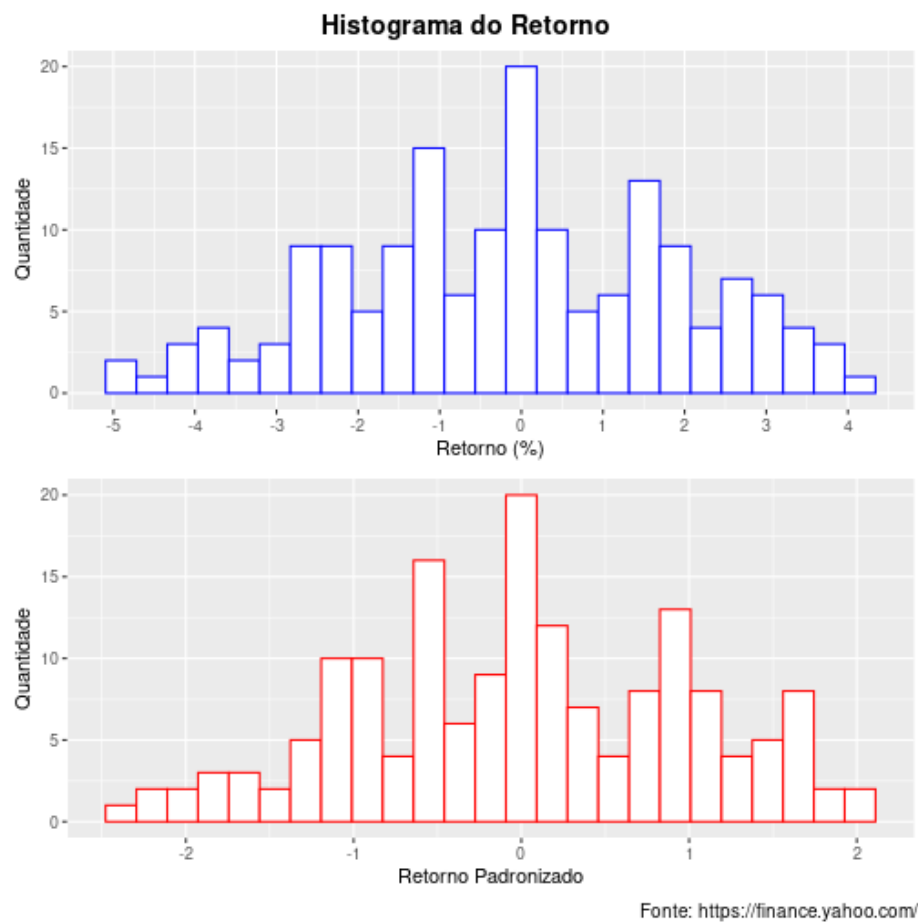 Histograma do Retorno
Quantidade
20
15
10
5
0
-5 -4 -3 -2 -1 0 1 2 3 4
Retorno (%)
Quantidade
20
15
10
5
0
-2 -1 0 1 2
Retorno Padronizado
Fonte: https://finance.yahoo.com/